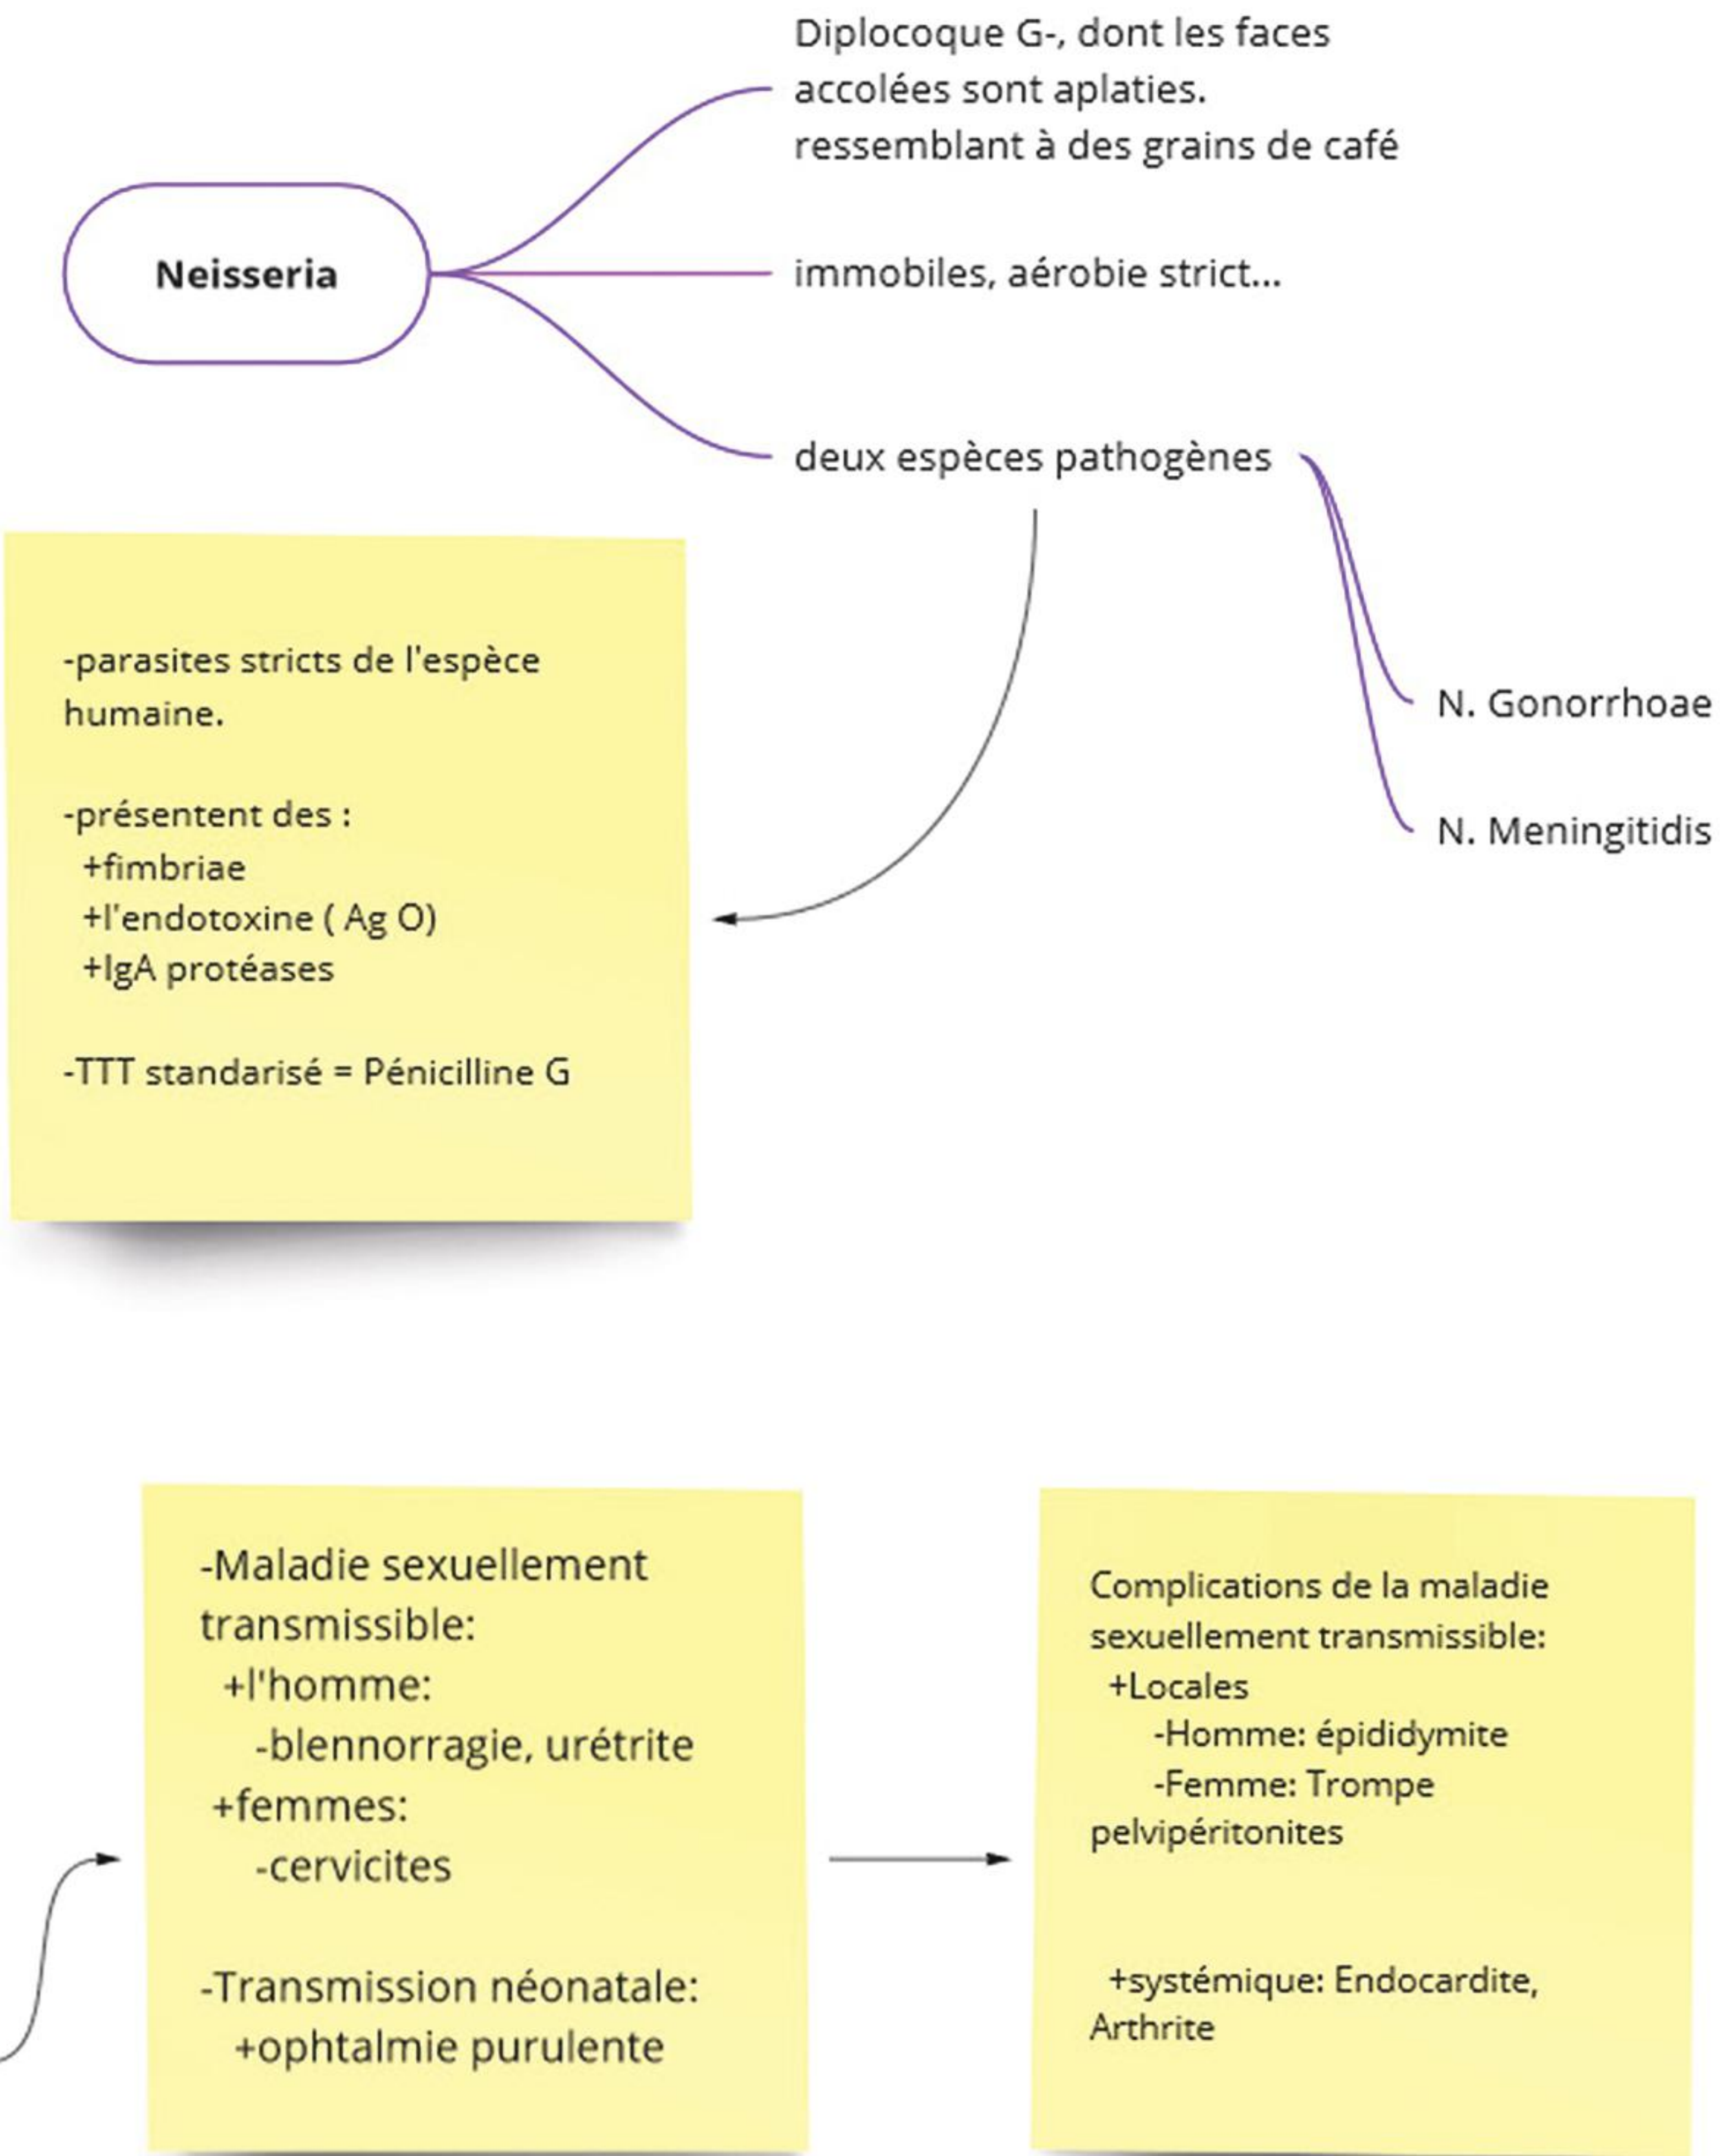 Diplocoque G-, dont les faces
accolées sont aplaties.
ressemblant à des grains de café
Neisseria
immobiles, aérobie strict...
deux espèces pathogènes
N. Gonorrhoae
N. Meningitidis
-parasites stricts de l'espèce
humaine.
-présentent des :
+fimbriae
+l'endotoxine ( Ag O)
+IgA protéases
-TTT standarisé = Pénicilline G
-Maladie sexuellement
transmissible:
+l'homme:
-blennorragie, urétrite
+femmes:
-cervicites
-Transmission néonatale:
+ophtalmie purulente
Complications de la maladie
sexuellement transmissible:
+Locales
-Homme: épididymite
-Femme: Trompe
pelvipéritonites
+systémique: Endocardite,
Arthrite